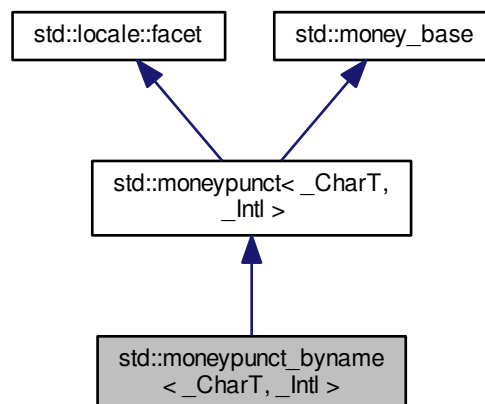 std::locale::facet
std::money_base
std::moneypunct< _CharT,
_Intl >
std::moneypunct_byname
< _CharT, _Intl >